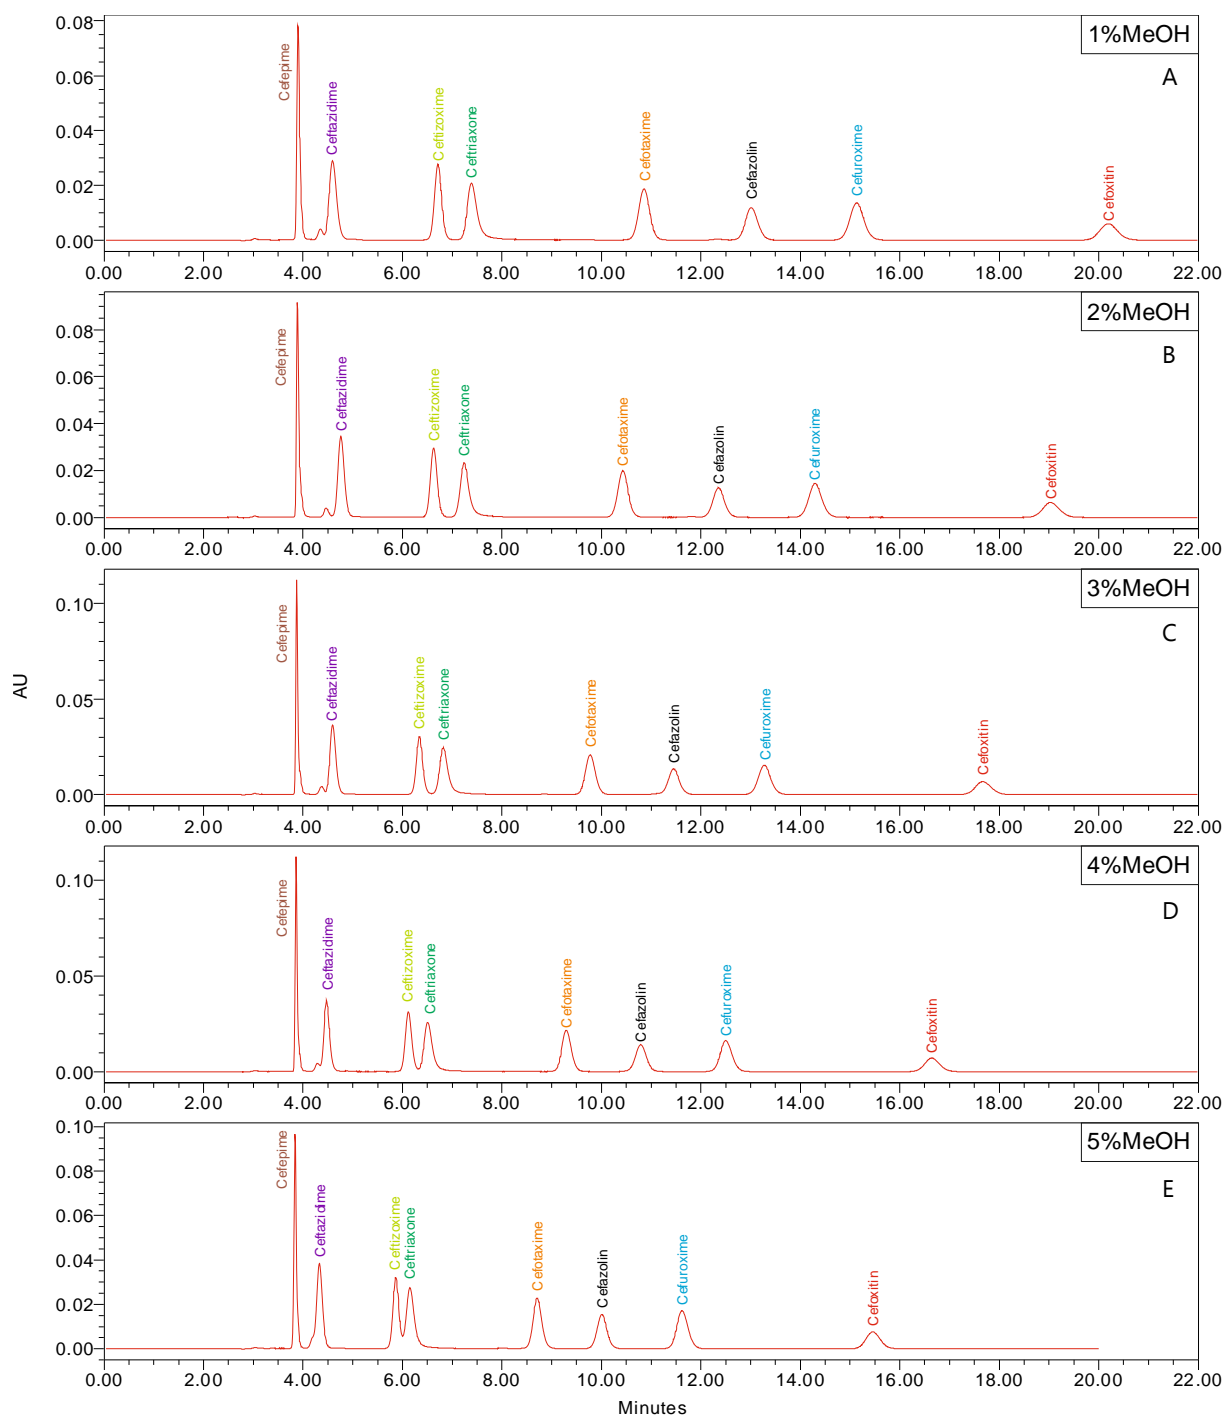 AU
0.08
0.06
0.04
0.02
0.00
Cefepime
Ceftazidime
Ceftizoxime
Ceftriaxone
Cefotaxime
Cefazolin
Cefuroxime
Cefoxitin
1%MeOH
A
0.00 2.00 4.00 6.00 8.00 10.00 12.00 14.00 16.00 18.00 20.00 22.00
0.08
0.06
0.04
0.02
0.00
Cefepime
Ceftazidime
Ceftizoxime
Ceftriaxone
Cefotaxime
Cefazolin
Cefuroxime
Cefoxitin
2%MeOH
B
0.00 2.00 4.00 6.00 8.00 10.00 12.00 14.00 16.00 18.00 20.00 22.00
0.10
0.05
0.00
Cefepime
Ceftazidime
Ceftizoxime
Ceftriaxone
Cefotaxime
Cefazolin
Cefuroxime
Cefoxitin
3%MeOH
C
0.00 2.00 4.00 6.00 8.00 10.00 12.00 14.00 16.00 18.00 20.00 22.00
0.10
0.05
0.00
Cefepime
Ceftazidime
Ceftizoxime
Ceftriaxone
Cefotaxime
Cefazolin
Cefuroxime
Cefoxitin
4%MeOH
D
0.00 2.00 4.00 6.00 8.00 10.00 12.00 14.00 16.00 18.00 20.00 22.00
0.10
0.08
0.06
0.04
0.02
0.00
Cefepime
Ceftazidime
Ceftizoxime
Ceftriaxone
Cefotaxime
Cefazolin
Cefuroxime
Cefoxitin
5%MeOH
E
0.00 2.00 4.00 6.00 8.00 10.00 12.00 14.00 16.00 18.00 20.00 22.00
Minutes